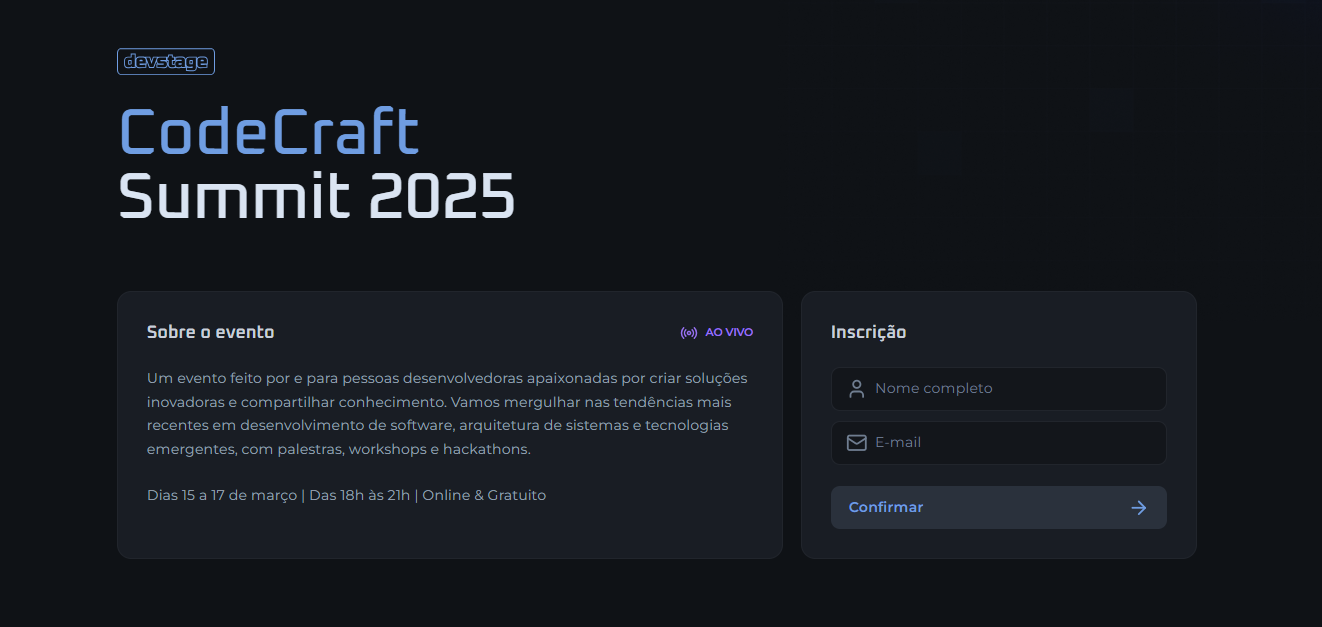 devstage
CodeCraft
Summit 2025
Sobre o evento
AO VIVO
Um evento feito por e para pessoas desenvolvedoras apaixonadas por criar soluções
inovadoras e compartilhar conhecimento. Vamos mergulhar nas tendências mais
recentes em desenvolvimento de software, arquitetura de sistemas e tecnologias
emergentes, com palestras, workshops e hackathons.
Dias 15 a 17 de março | Das 18h às 21h | Online & Gratuito
Inscrição
Nome completo
E-mail
Confirmar